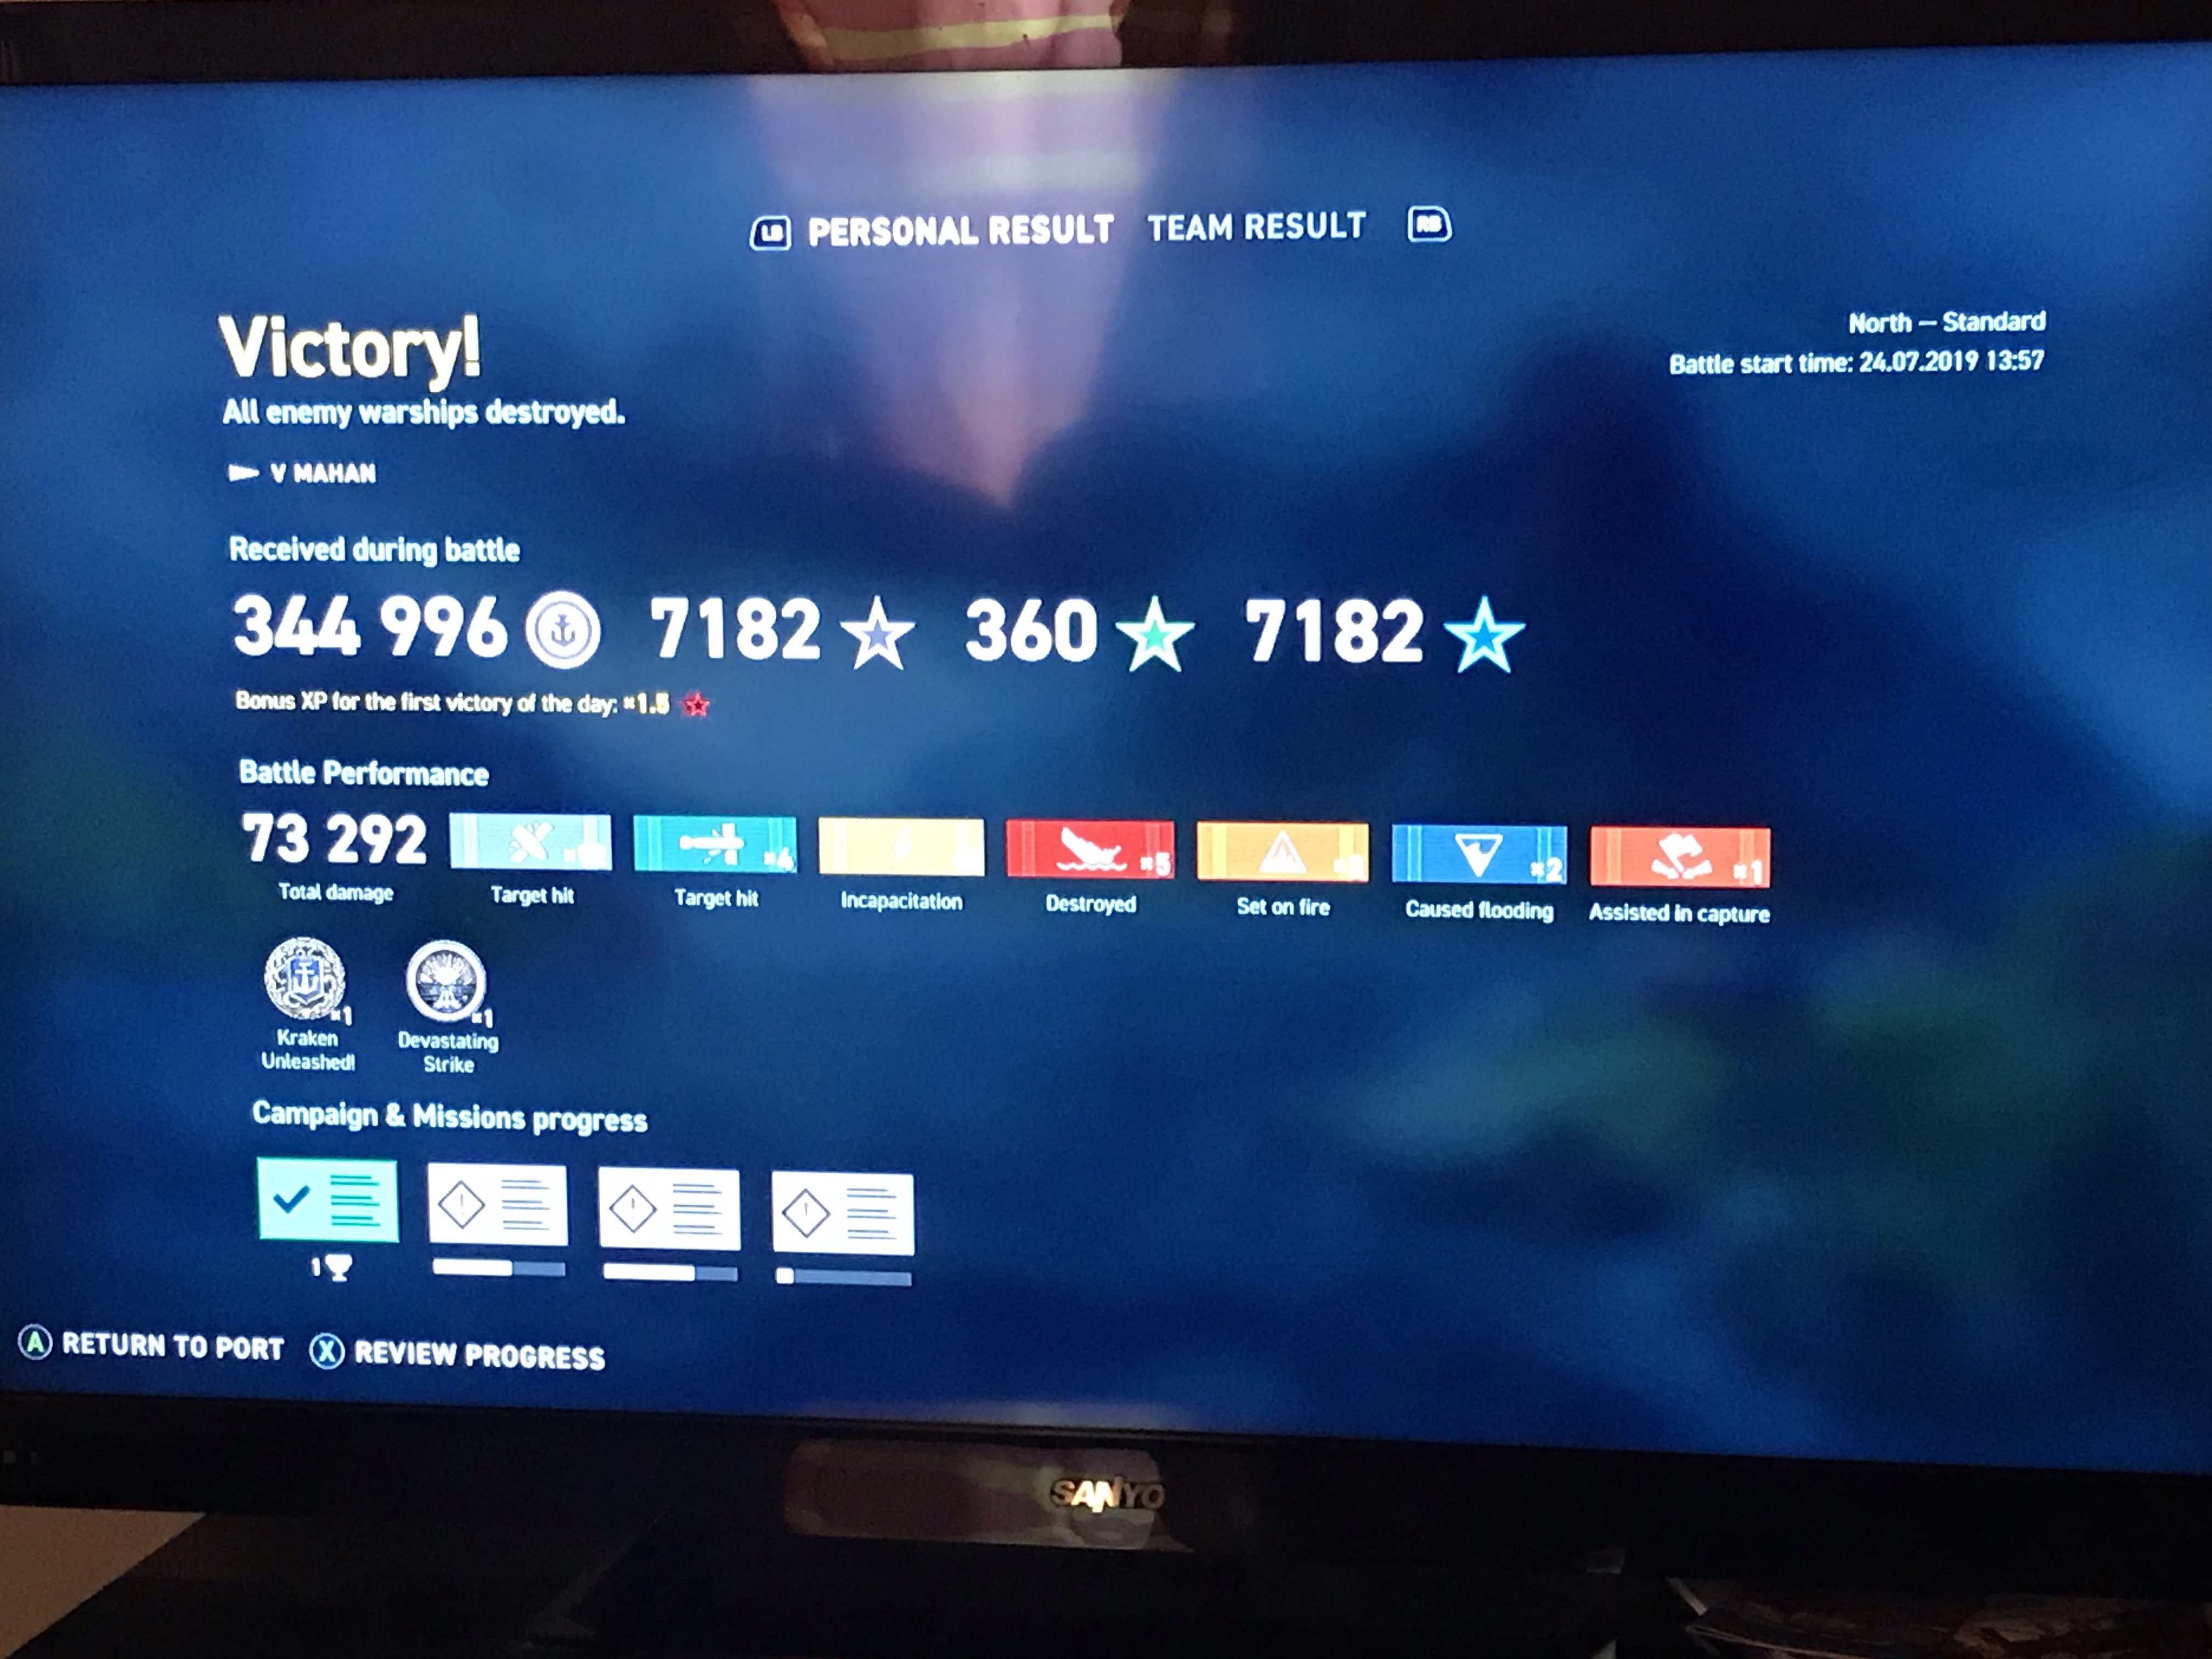 LB PERSONAL RESULT TEAM RESULT RB
Victory!
All enemy warships destroyed.
V MAHAN
North – Standard
Battle start time: 24.07.2019 13:57
Received during battle
344 996 7182 360 7182
Bonus XP for the first victory of the day: ×1.5
Battle Performance
73 292 ×4 ×5 ×2 ×1
Total damage Target hit Target hit Incapacitation Destroyed Set on fire Caused flooding Assisted in capture
×1 ×1
Kraken Unleashed!
Devastating Strike
Campaign & Missions progress
1
A RETURN TO PORT X REVIEW PROGRESS
SANYO